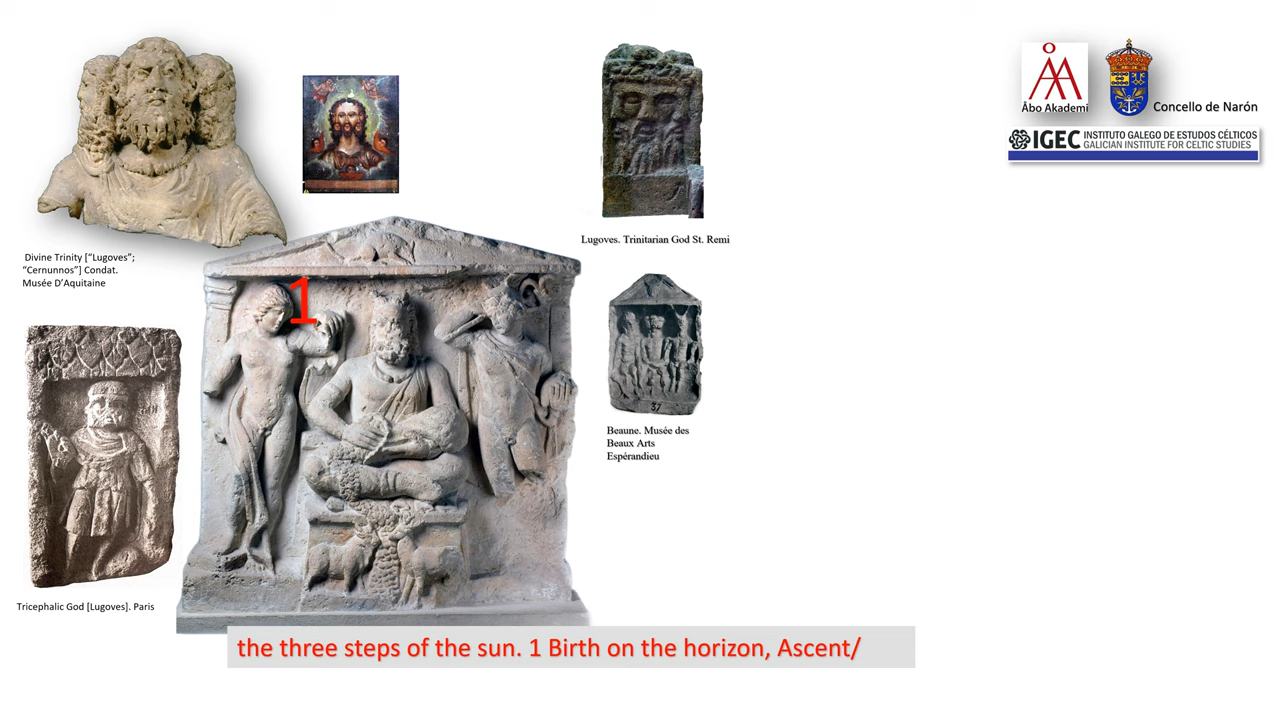 Åbo Akademi
Concello de Narón
IGEC INSTITUTO GALEGO DE ESTUDOS CÉLTICOS
GALICIAN INSTITUTE FOR CELTIC STUDIES
Lugoves. Trinitarian God St. Remi
Divine Trinity [“Lugoves”;
“Cernunnos”] Condat.
Musée D’Aquitaine
1
37
Beaune. Musée des
Beaux Arts
Espérandieu
Tricephalic God [Lugoves]. Paris
the three steps of the sun. 1 Birth on the horizon, Ascent/